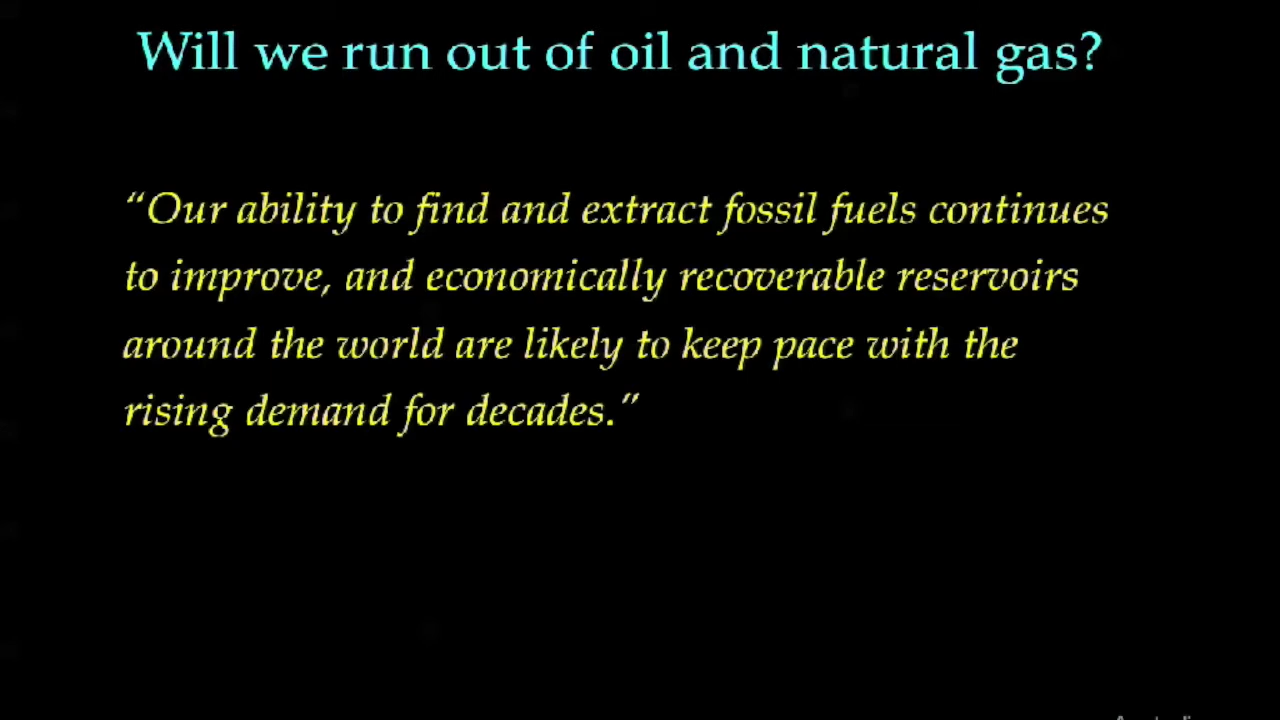 Will we run out of oil and natural gas?
“Our ability to find and extract fossil fuels continues
to improve, and economically recoverable reservoirs
around the world are likely to keep pace with the
rising demand for decades.”